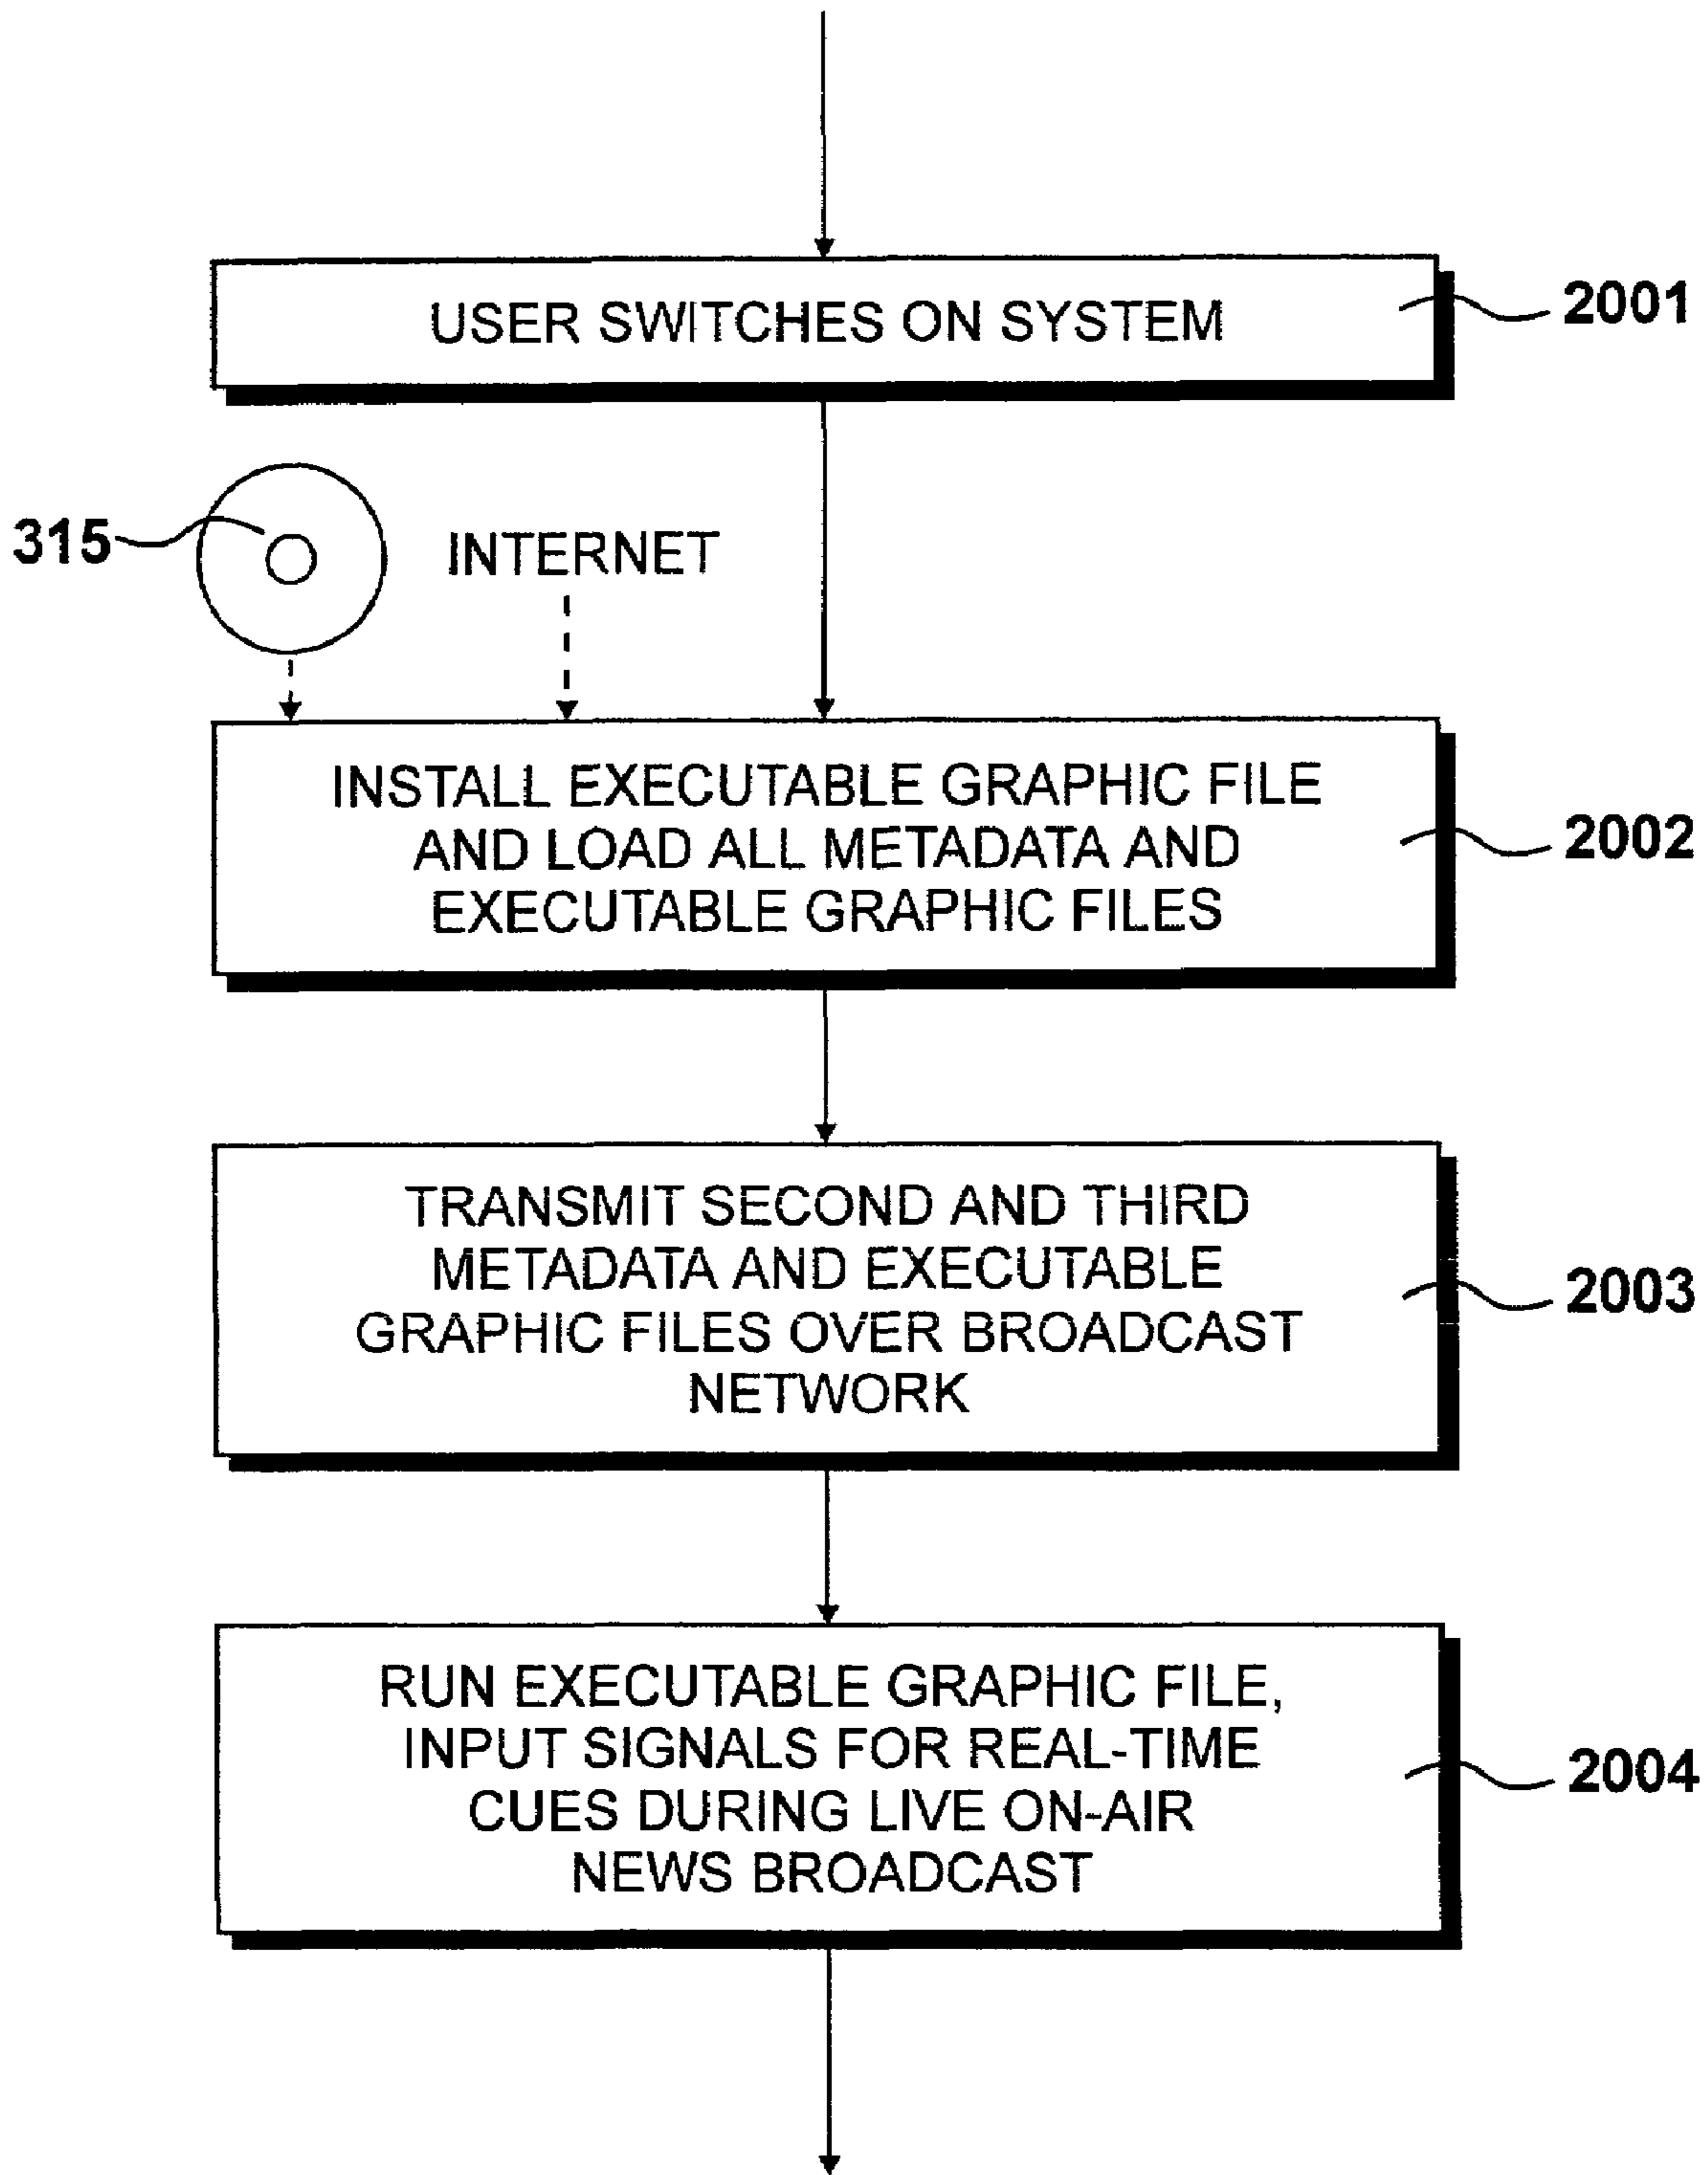 USER SWITCHES ON SYSTEM
2001
315
INTERNET
INSTALL EXECUTABLE GRAPHIC FILE
AND LOAD ALL METADATA AND
EXECUTABLE GRAPHIC FILES
2002
TRANSMIT SECOND AND THIRD
METADATA AND EXECUTABLE
GRAPHIC FILES OVER BROADCAST
NETWORK
2003
RUN EXECUTABLE GRAPHIC FILE,
INPUT SIGNALS FOR REAL-TIME
CUES DURING LIVE ON-AIR
NEWS BROADCAST
2004